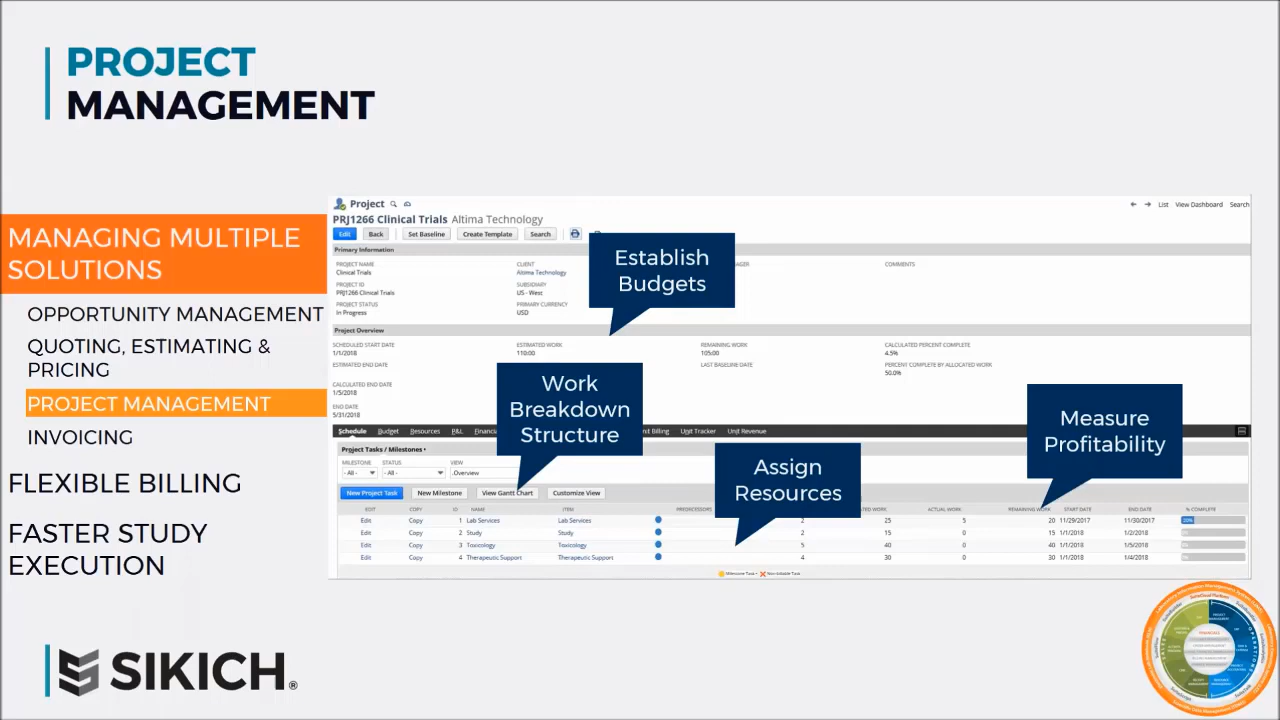 PROJECT
MANAGEMENT
MANAGING MULTIPLE
SOLUTIONS
OPPORTUNITY MANAGEMENT
QUOTING, ESTIMATING &
PRICING
PROJECT MANAGEMENT
INVOICING
FLEXIBLE BILLING
FASTER STUDY
EXECUTION
SIKICH®
Project
List View Dashboard Search
PRJ1266 Clinical Trials Altima Technology
Edit Back Set Baseline Create Template Search
Primary Information
PROJECT NAME
Clinical Trials
PROJECT ID
PRJ1266 Clinical Trials
PROJECT STATUS
In Progress
CLIENT
Altima Technology
SUBSIDIARY
US - West
PRIMARY CURRENCY
USD
COMMENTS
Establish
Budgets
Project Overview
SCHEDULED START DATE
1/1/2018
ESTIMATED END DATE
CALCULATED END DATE
1/5/2018
END DATE
5/31/2018
ESTIMATED WORK
110:00
REMAINING WORK
105:00
LAST BASELINE DATE
CALCULATED PERCENT COMPLETE
4.5%
PERCENT COMPLETE BY ALLOCATED WORK
50.0%
Work
Breakdown
Structure
Measure
Profitability
Assign
Resources
Schedule Budget Resources P&L Financia ct Billing Unit Tracker Unit Revenue
Project Tasks / Milestones •
MILESTONE STATUS VIEW
- All - - All - Overview
New Project Task New Milestone View Gantt Chart Customize View
EDIT COPY ID NAME ITEM PREDECESSORS ACTUAL WORK REMAINING WORK START DATE END DATE % COMPLETE
Edit Copy 1 Lab Services Lab Services 2 25 5 20 11/29/2017 11/30/2017
Edit Copy 2 Study Study 2 15 0 15 1/1/2018 1/2/2018
Edit Copy 3 Toxicology Toxicology 5 40 0 40 1/1/2018 1/5/2018
Edit Copy 4 Therapeutic Support Therapeutic Support 4 30 0 30 1/1/2018 1/4/2018
Milestone Task Non-billable Task